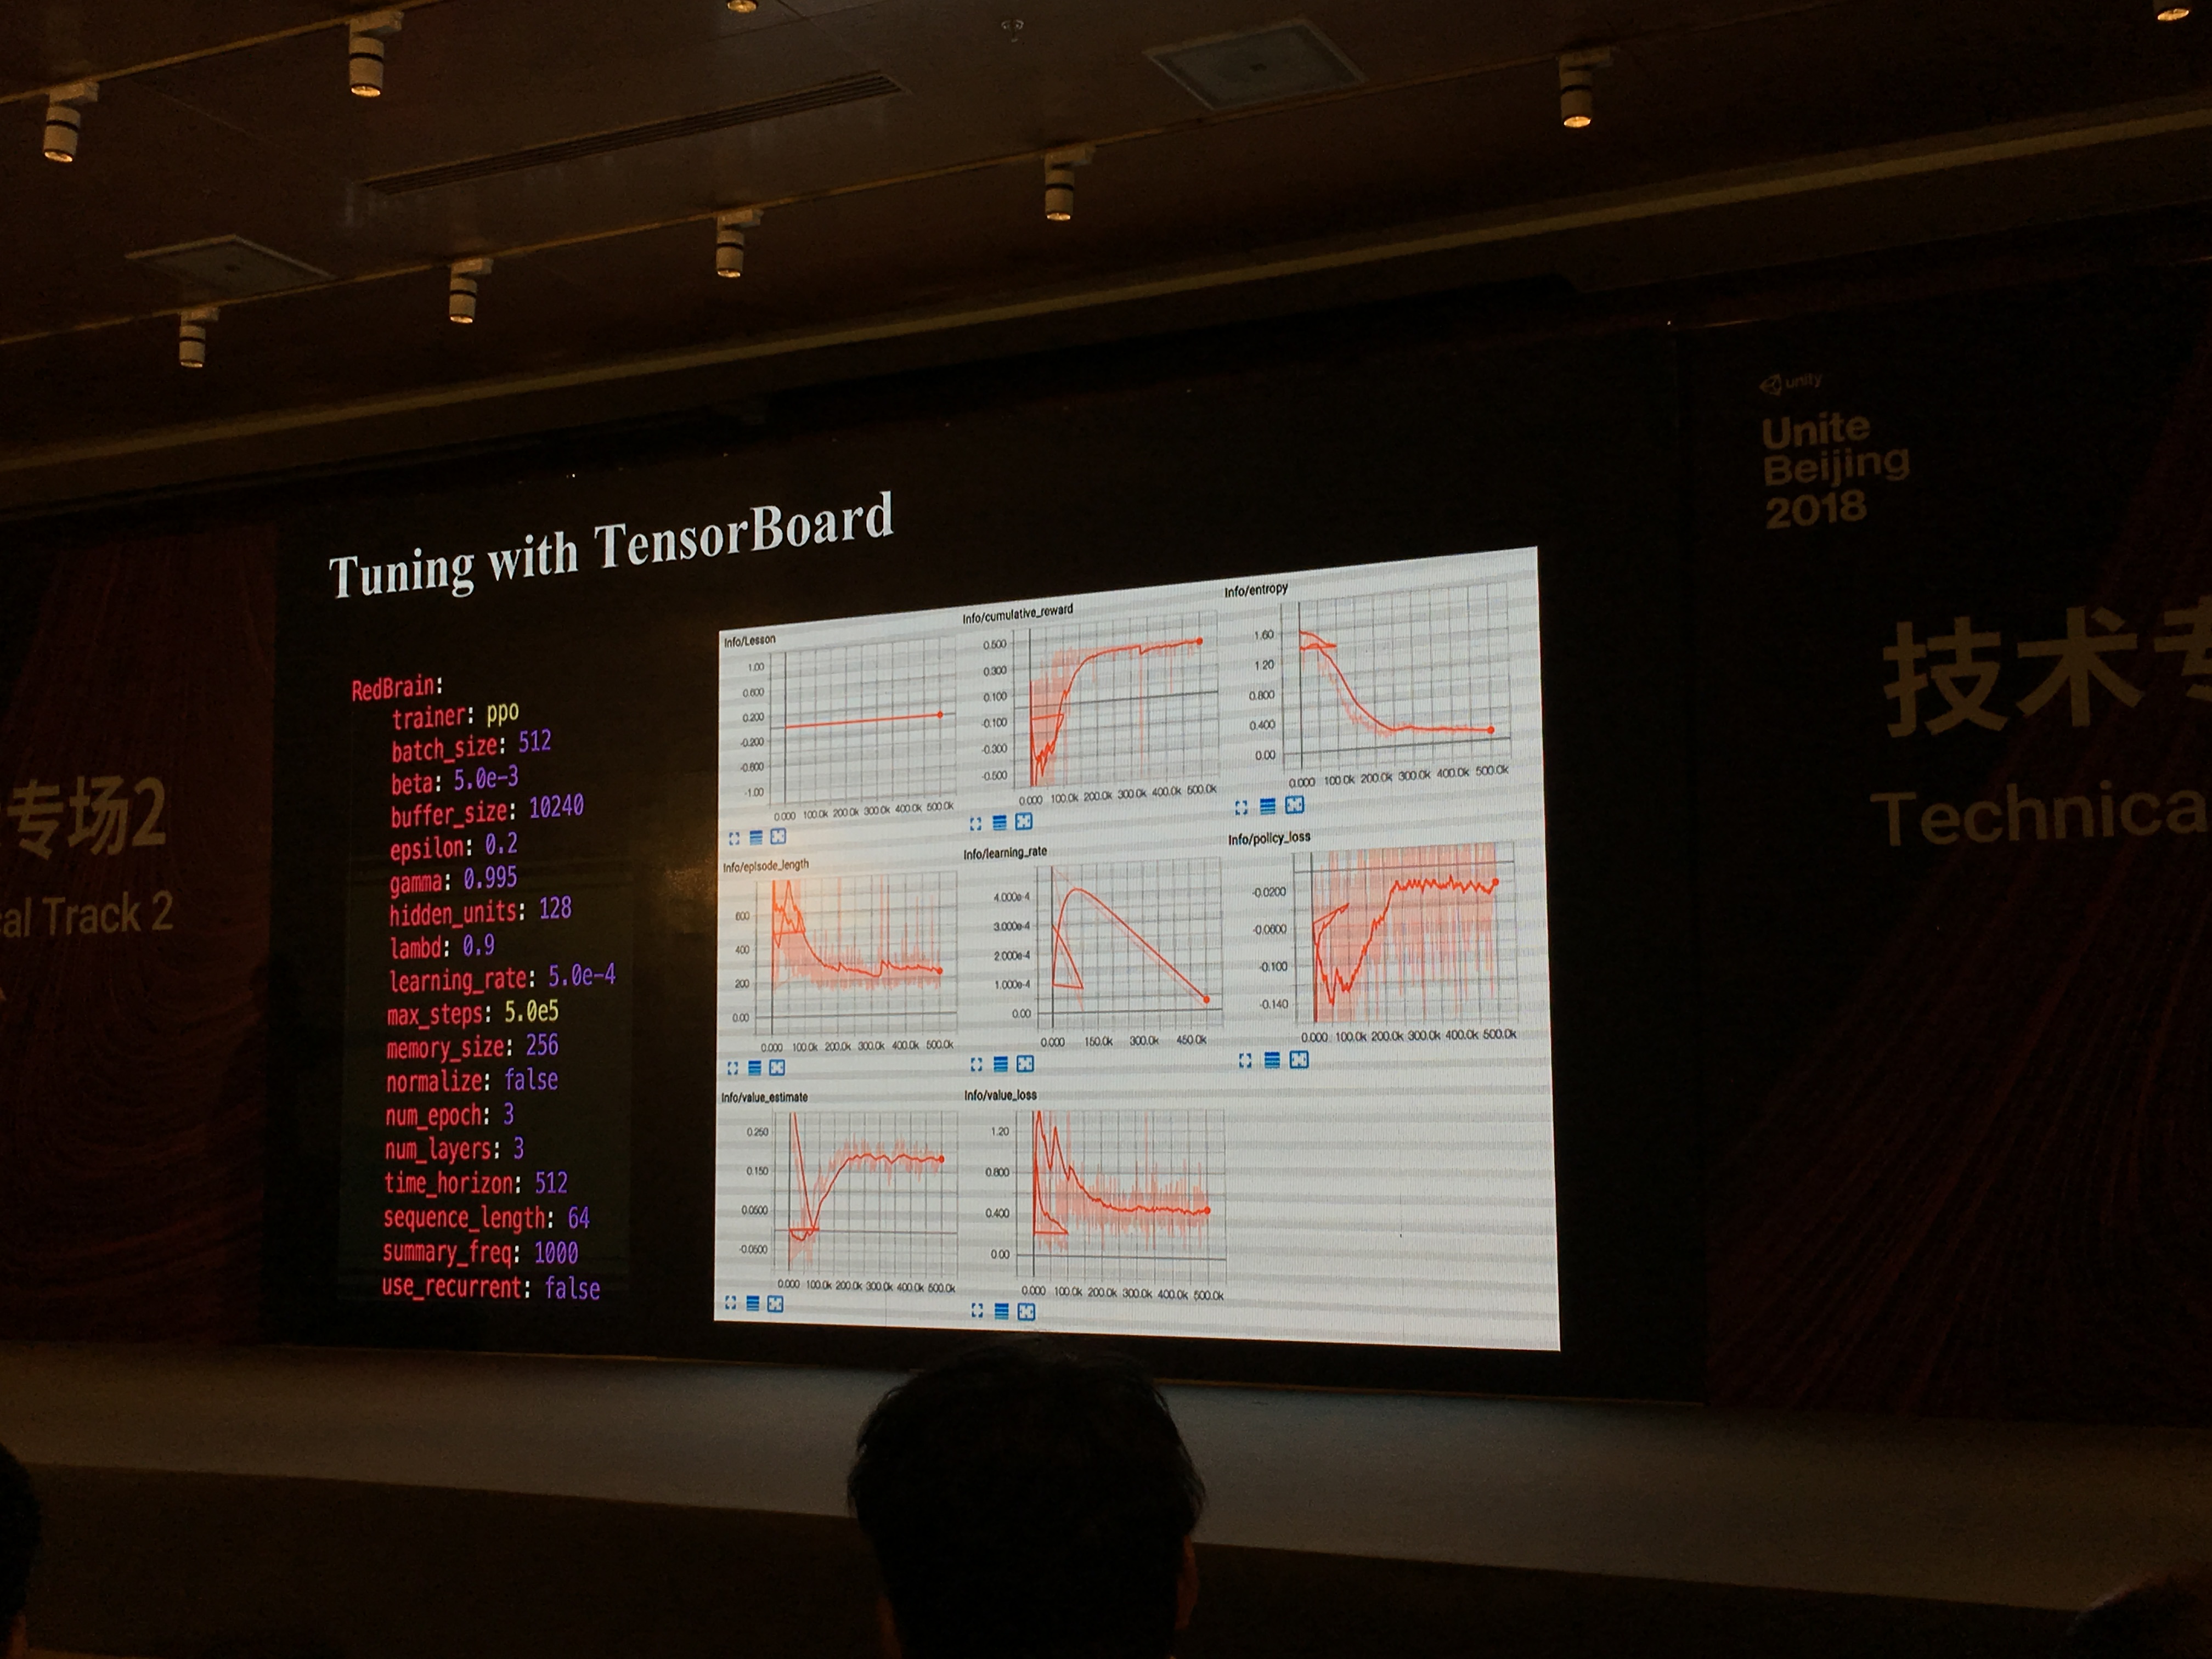 unity
Unite
Beijing
2018
技术专
Technica
专场2
al Track 2
Tuning with TensorBoard
RedBrain:
trainer: ppo
batch_size: 512
beta: 5.0e-3
buffer_size: 10240
epsilon: 0.2
gamma: 0.995
hidden_units: 128
lambd: 0.9
learning_rate: 5.0e-4
max_steps: 5.0e5
memory_size: 256
normalize: false
num_epoch: 3
num_layers: 3
time_horizon: 512
sequence_length: 64
summary_freq: 1000
use_recurrent: false
Info/Lesson
1.00
0.600
0.200
-0.200
-0.600
-1.00
0.000 100.0k 200.0k 300.0k 400.0k 500.0k
Info/cumulative_reward
0.500
0.300
0.100
-0.100
-0.300
-0.500
0.000 100.0k 200.0k 300.0k 400.0k 500.0k
Info/entropy
1.60
1.20
0.800
0.400
0.00
0.000 100.0k 200.0k 300.0k 400.0k 500.0k
Info/episode_length
600
400
200
0.00
0.000 100.0k 200.0k 300.0k 400.0k 500.0k
Info/learning_rate
4.000e-4
3.000e-4
2.000e-4
1.000e-4
0.00
0.000 150.0k 300.0k 450.0k
Info/policy_loss
-0.0200
-0.0600
-0.100
-0.140
0.000 100.0k 200.0k 300.0k 400.0k 500.0k
Info/value_estimate
0.250
0.150
0.0500
-0.0500
0.000 100.0k 200.0k 300.0k 400.0k 500.0k
Info/value_loss
1.20
0.800
0.400
0.00
0.000 100.0k 200.0k 300.0k 400.0k 500.0k